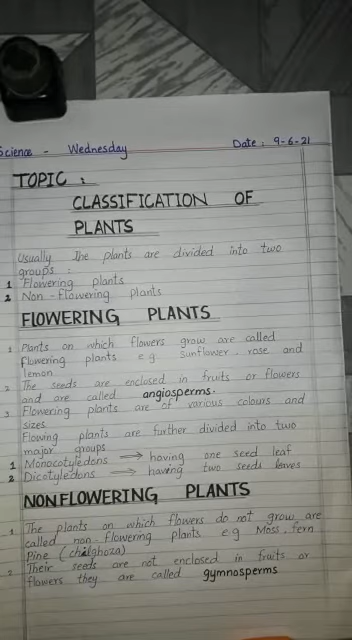 Science - Wednesday Date : 9-6-21
TOPIC :
CLASSIFICATION OF
PLANTS
Usually The plants are divided into two
groups :
1 Flowering plants
2 Non-Flowering plants
FLOWERING PLANTS
1 Plants on which flowers grow are called
flowering plants e.g. sunflower, rose and
lemon
2 The seeds are enclosed in fruits or flowers
and are called angiosperms.
3 Flowering plants are of various colours and
sizes
Flowing plants are further divided into two
major groups
1 Monocotyledons → having one seed leaf
2 Dicotyledons → having two seeds leaves
NONFLOWERING PLANTS
1 The plants on which flowers do not grow are
called non-flowering plants e.g Moss, fern
Pine (chilghoza)
2 Their seeds are not enclosed in fruits or
flowers they are called gymnosperms